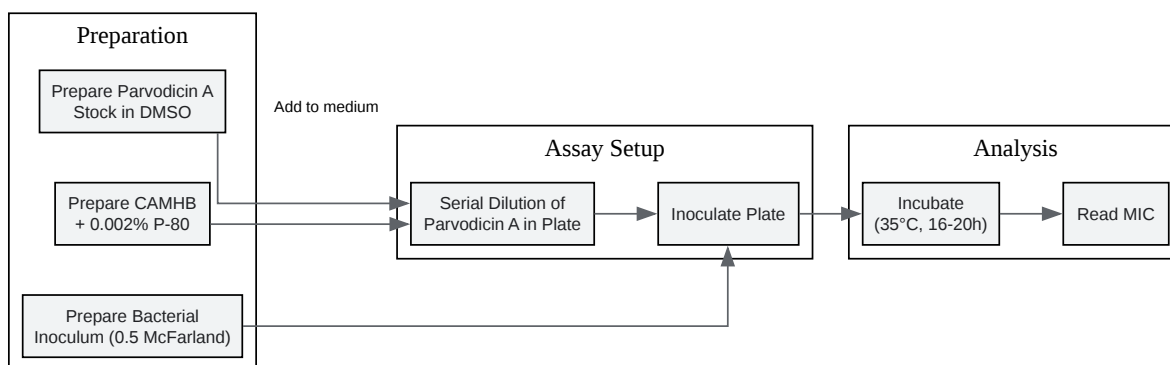 Preparation
Prepare Parvodicin A
Stock in DMSO
Add to medium
Prepare CAMHB
+ 0.002% P-80
Prepare Bacterial
Inoculum (0.5 McFarland)
Assay Setup
Serial Dilution of
Parvodicin A in Plate
Inoculate Plate
Analysis
Incubate
(35°C, 16-20h)
Read MIC